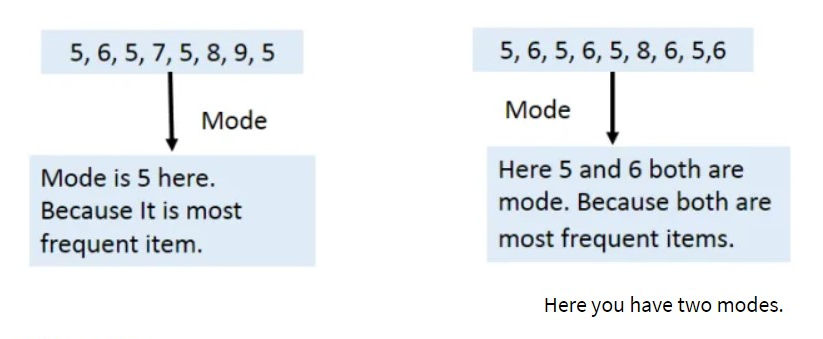 5, 6, 5, 7, 5, 8, 9, 5
Mode
Mode is 5 here.
Because It is most
frequent item.
5, 6, 5, 6, 5, 8, 6, 5,6
Mode
Here 5 and 6 both are
mode. Because both are
most frequent items.
Here you have two modes.